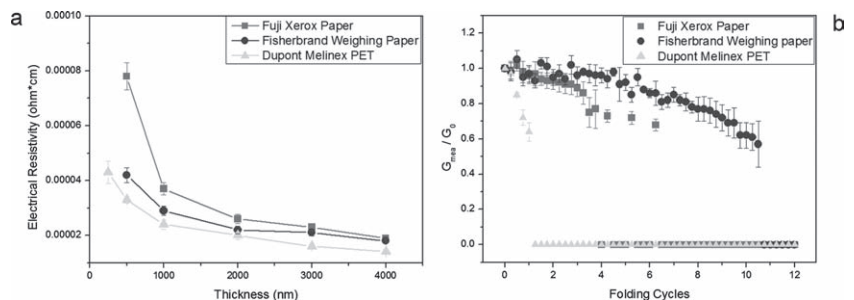 a
0.00010
0.00008
0.00006
0.00004
0.00002
Electrical Resistivity (ohm*cm)
0
1000
2000
3000
4000
Thickness (nm)
Fuji Xerox Paper
Fisherbrand Weighing Paper
Dupont Melinex PET
b
1.2
1.0
0.8
0.6
0.4
0.2
0.0
G_mea / G_0
0
2
4
6
8
10
12
Folding Cycles
Fuji Xerox Paper
Fisherbrand Weighing paper
Dupont Melinex PET